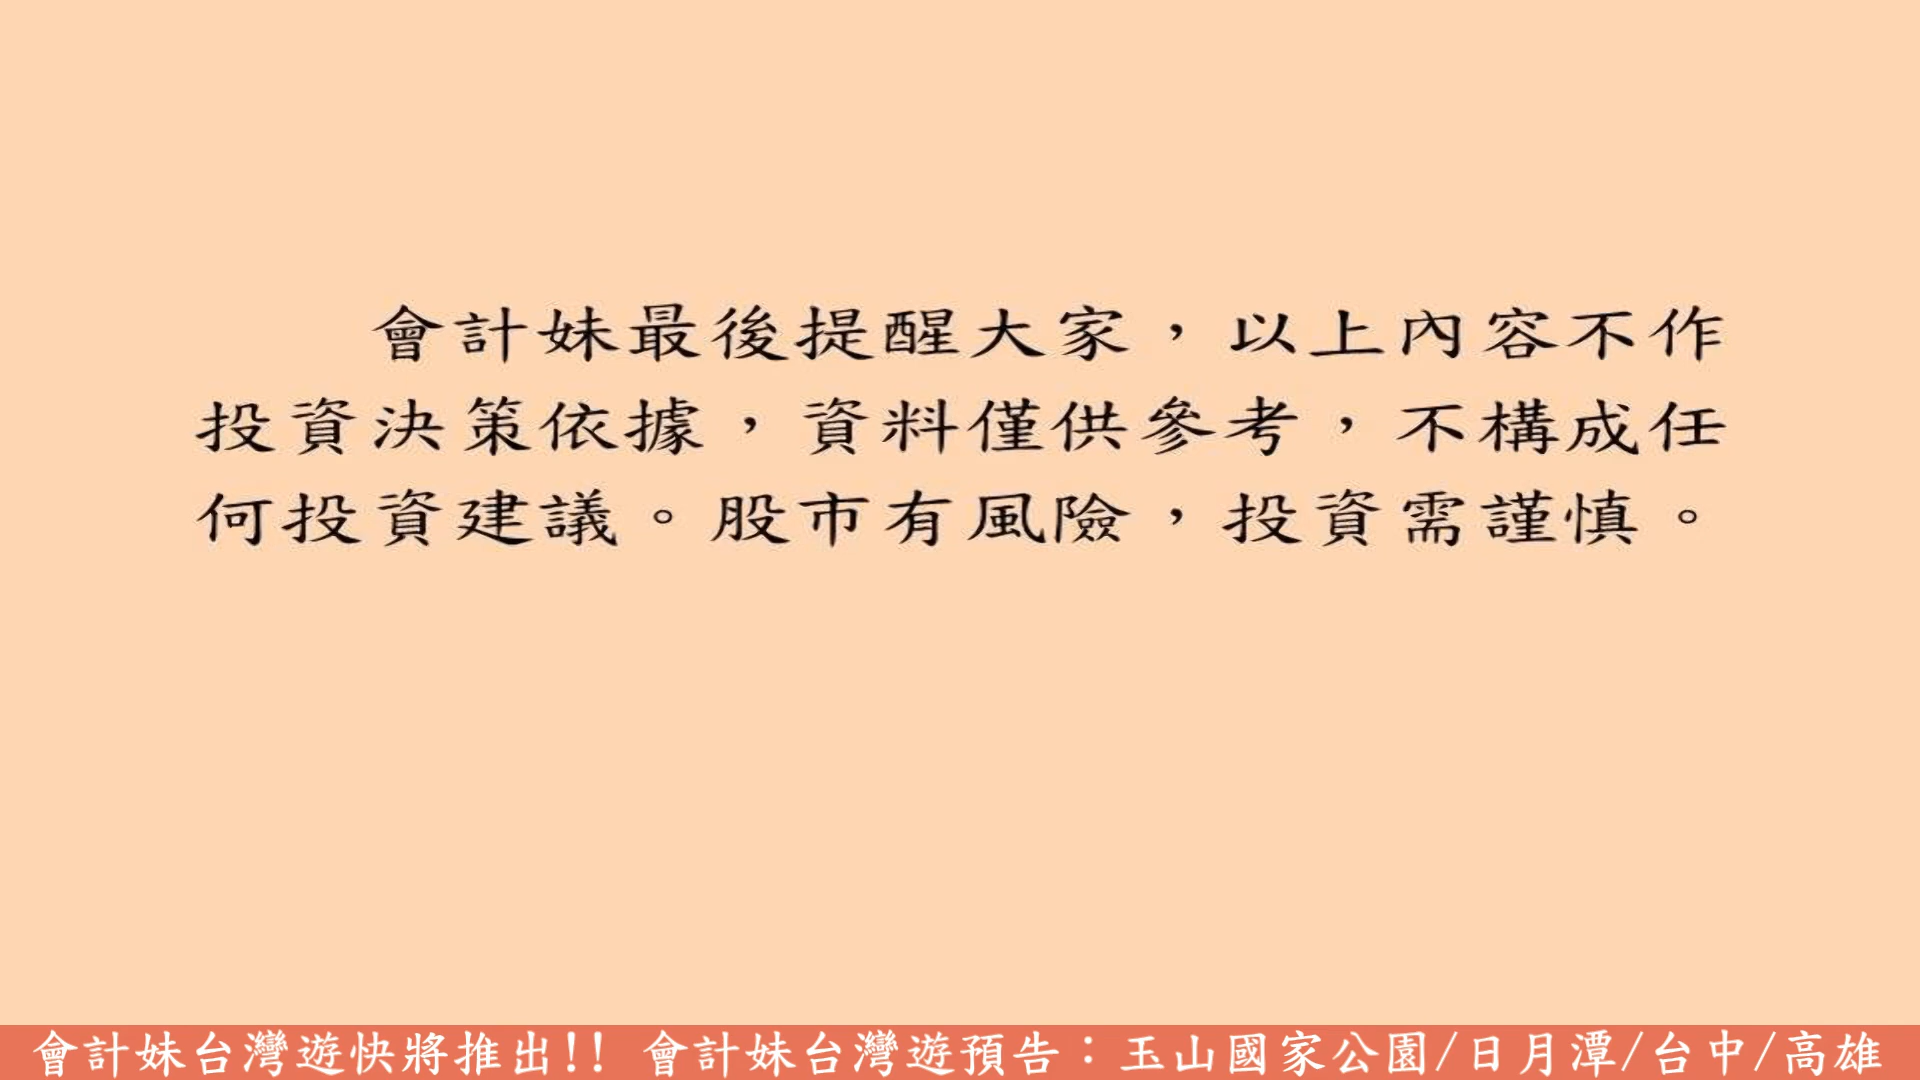 會計妹最後提醒大家，以上內容不作
投資決策依據，資料僅供參考，不構成任
何投資建議。股市有風險，投資需謹慎。
會計妹台灣遊快將推出!! 會計妹台灣遊預告：玉山國家公園/日月潭/台中/高雄